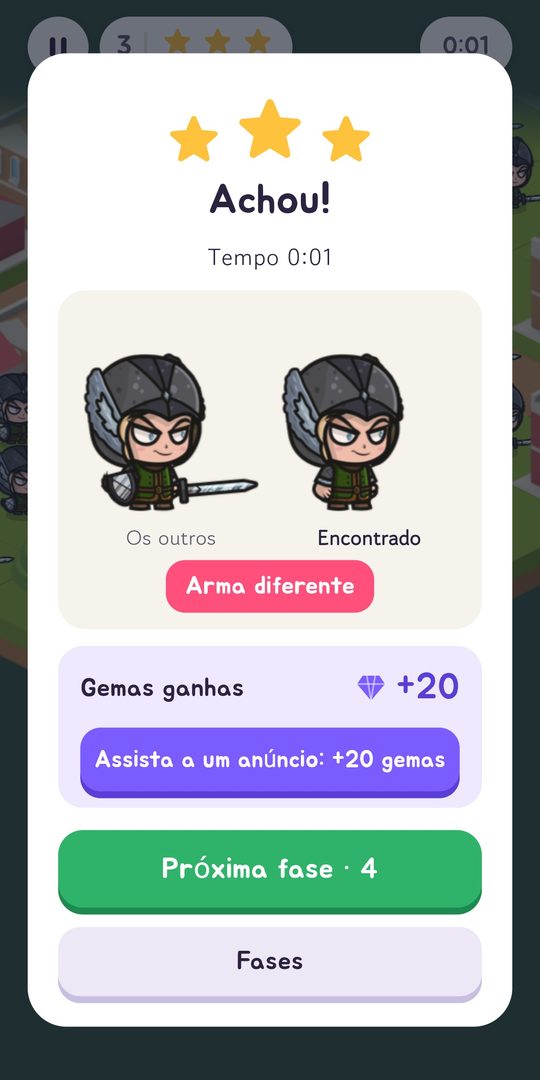 3
0:01
Achou!
Tempo 0:01
Os outros
Encontrado
Arma diferente
Gemas ganhas
+20
Assista a um anúncio: +20 gemas
Próxima fase · 4
Fases